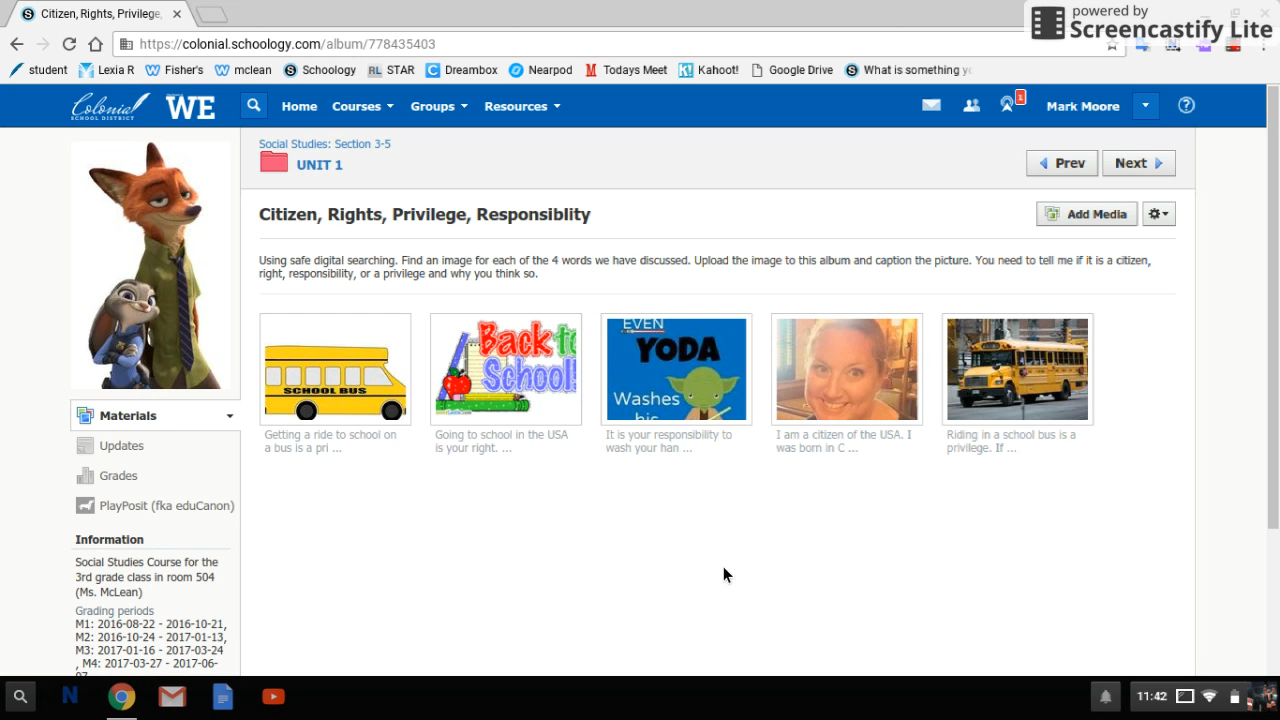 Citizen, Rights, Privilege,
powered by
Screencastify Lite
https://colonial.schoology.com/album/778435403
student
Lexia R
Fisher's
mclean
Schoology
RL STAR
Dreambox
Nearpod
Todays Meet
Kahoot!
Google Drive
What is something yo
Colonial
SCHOOL DISTRICT
WE
Home
Courses
Groups
Resources
1
Mark Moore
Social Studies: Section 3-5
UNIT 1
Prev
Next
Citizen, Rights, Privilege, Responsiblity
Add Media
Using safe digital searching. Find an image for each of the 4 words we have discussed. Upload the image to this album and caption the picture. You need to tell me if it is a citizen,
right, responsibility, or a privilege and why you think so.
SCHOOL BUS
Back to
School!
EVEN
YODA
Washes
his
Getting a ride to school on
a bus is a pri ...
Going to school in the USA
is your right. ...
It is your responsibility to
wash your han ...
I am a citizen of the USA. I
was born in C ...
Riding in a school bus is a
privilege. If ...
Materials
Updates
Grades
PlayPosit (fka eduCanon)
Information
Social Studies Course for the
3rd grade class in room 504
(Ms. McLean)
Grading periods
M1: 2016-08-22 - 2016-10-21,
M2: 2016-10-24 - 2017-01-13,
M3: 2017-01-16 - 2017-03-24
, M4: 2017-03-27 - 2017-06-
07
N
11:42